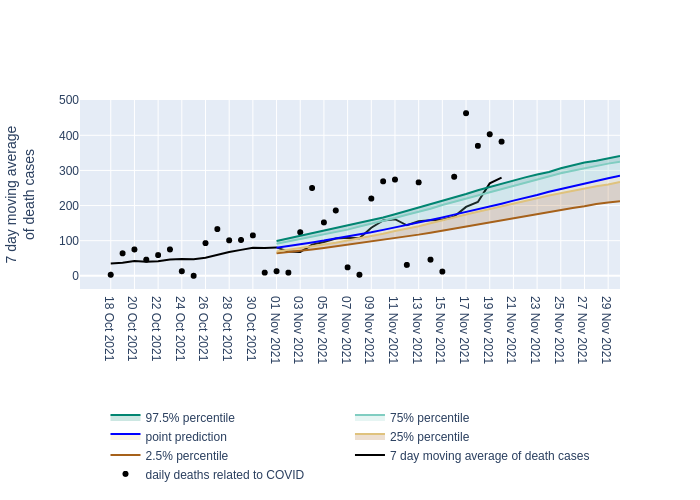 7 day moving average
of death cases
500
400
300
200
100
0
18 Oct 2021
20 Oct 2021
22 Oct 2021
24 Oct 2021
26 Oct 2021
28 Oct 2021
30 Oct 2021
01 Nov 2021
03 Nov 2021
05 Nov 2021
07 Nov 2021
09 Nov 2021
11 Nov 2021
13 Nov 2021
15 Nov 2021
17 Nov 2021
19 Nov 2021
21 Nov 2021
23 Nov 2021
25 Nov 2021
27 Nov 2021
29 Nov 2021
97.5% percentile
75% percentile
point prediction
25% percentile
2.5% percentile
7 day moving average of death cases
daily deaths related to COVID